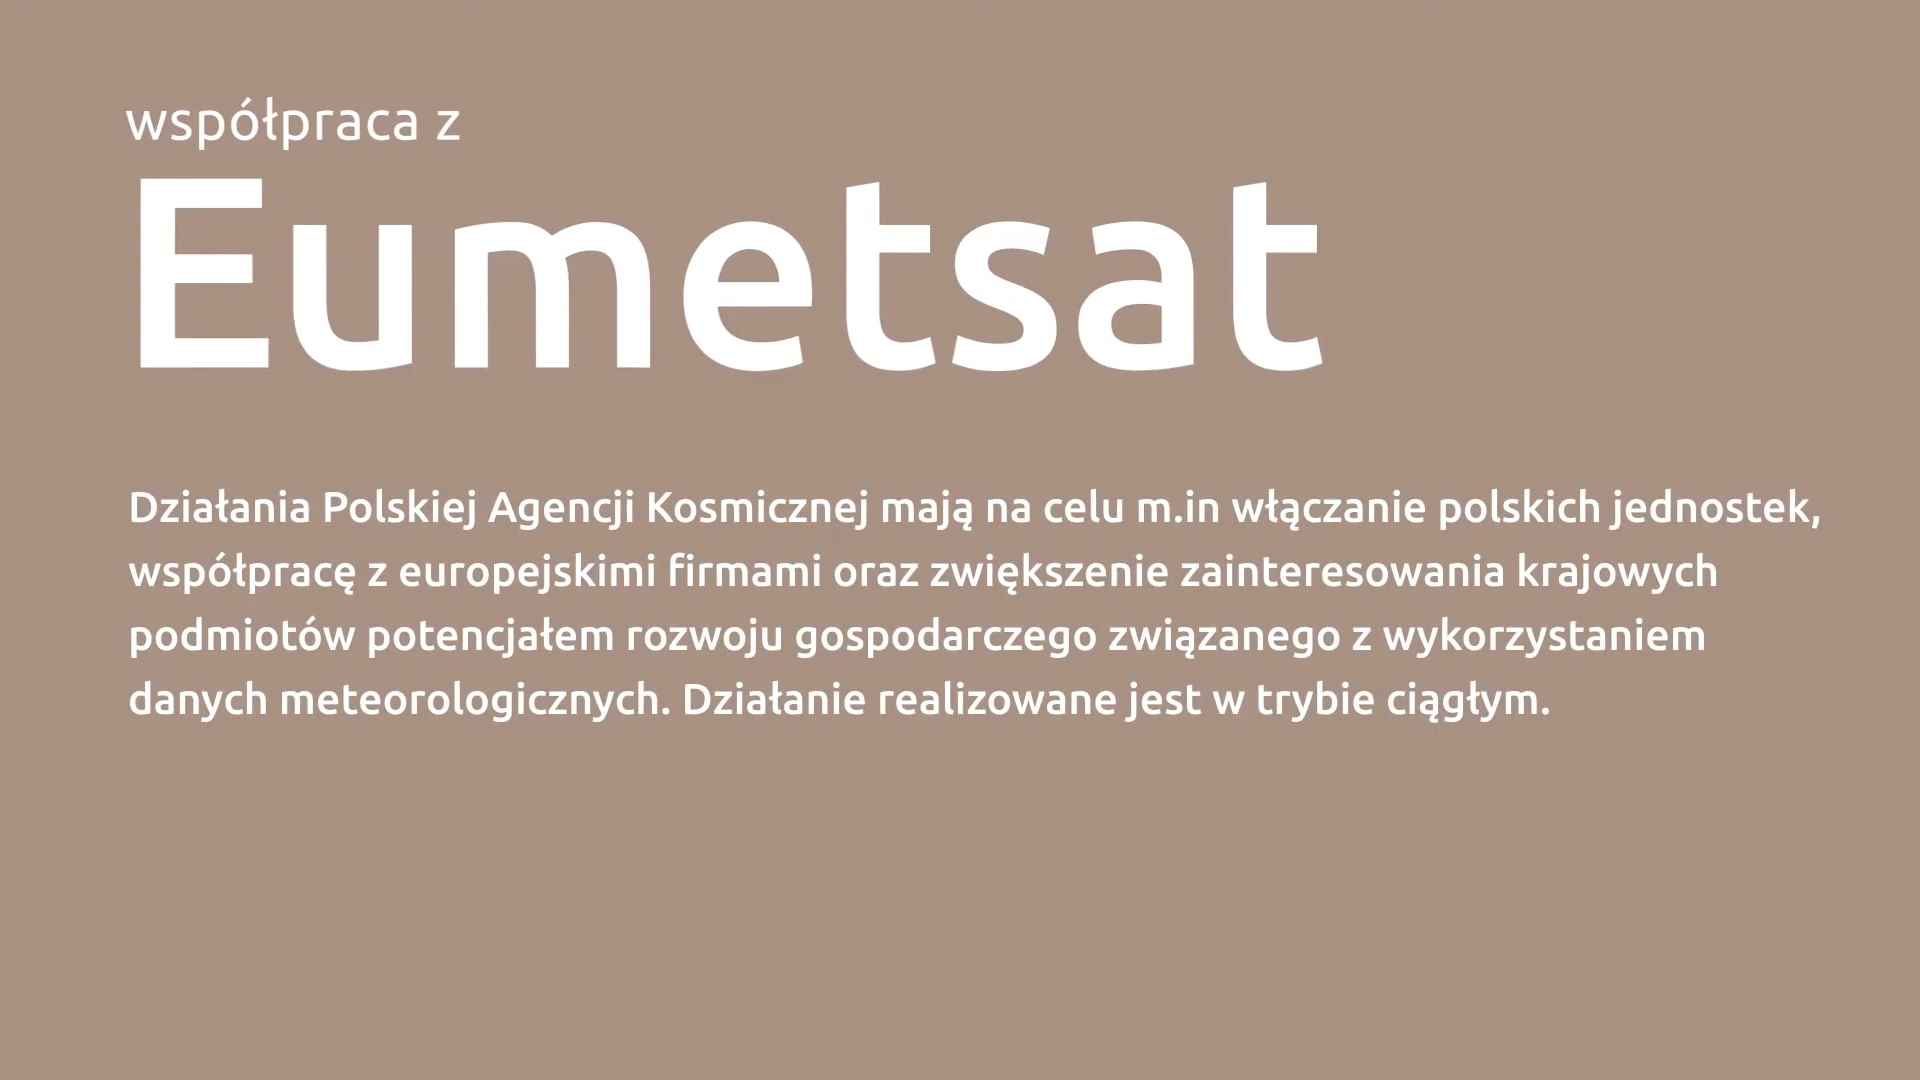 współpraca z
Eumetsat
Działania Polskiej Agencji Kosmicznej mają na celu m.in włączanie polskich jednostek,
współpracę z europejskimi firmami oraz zwiększenie zainteresowania krajowych
podmiotów potencjałem rozwoju gospodarczego związanego z wykorzystaniem
danych meteorologicznych. Działanie realizowane jest w trybie ciągłym.